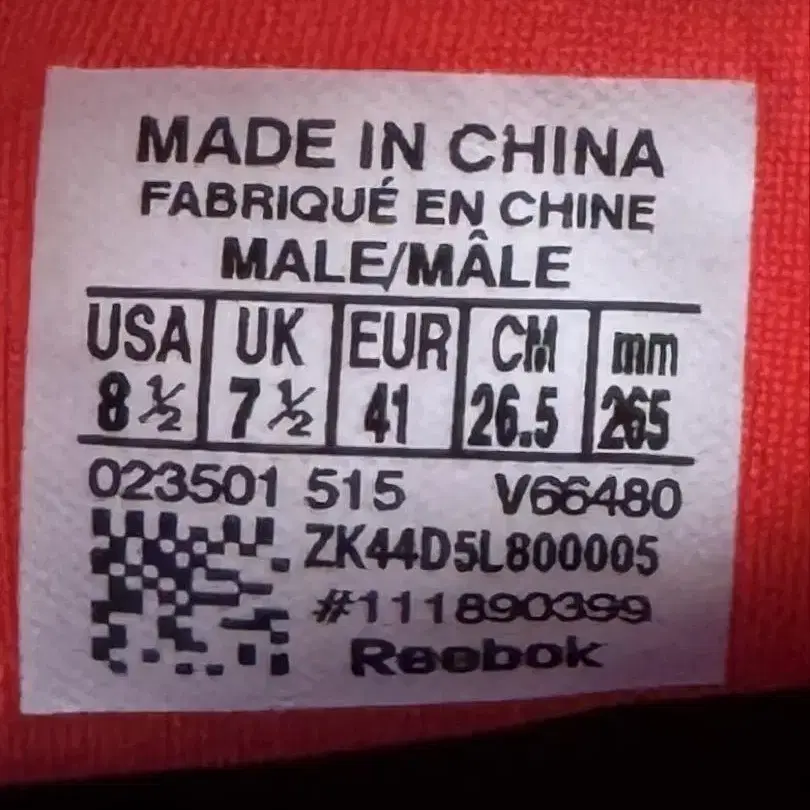 MADE IN CHINA
FABRIQUÉ EN CHINE
MALE/MÂLE
USA UK EUR CM mm
8 ½ 7 ½ 41 26.5 265
023501 515 V66480
ZK44D5L800005
#111890399
Reebok